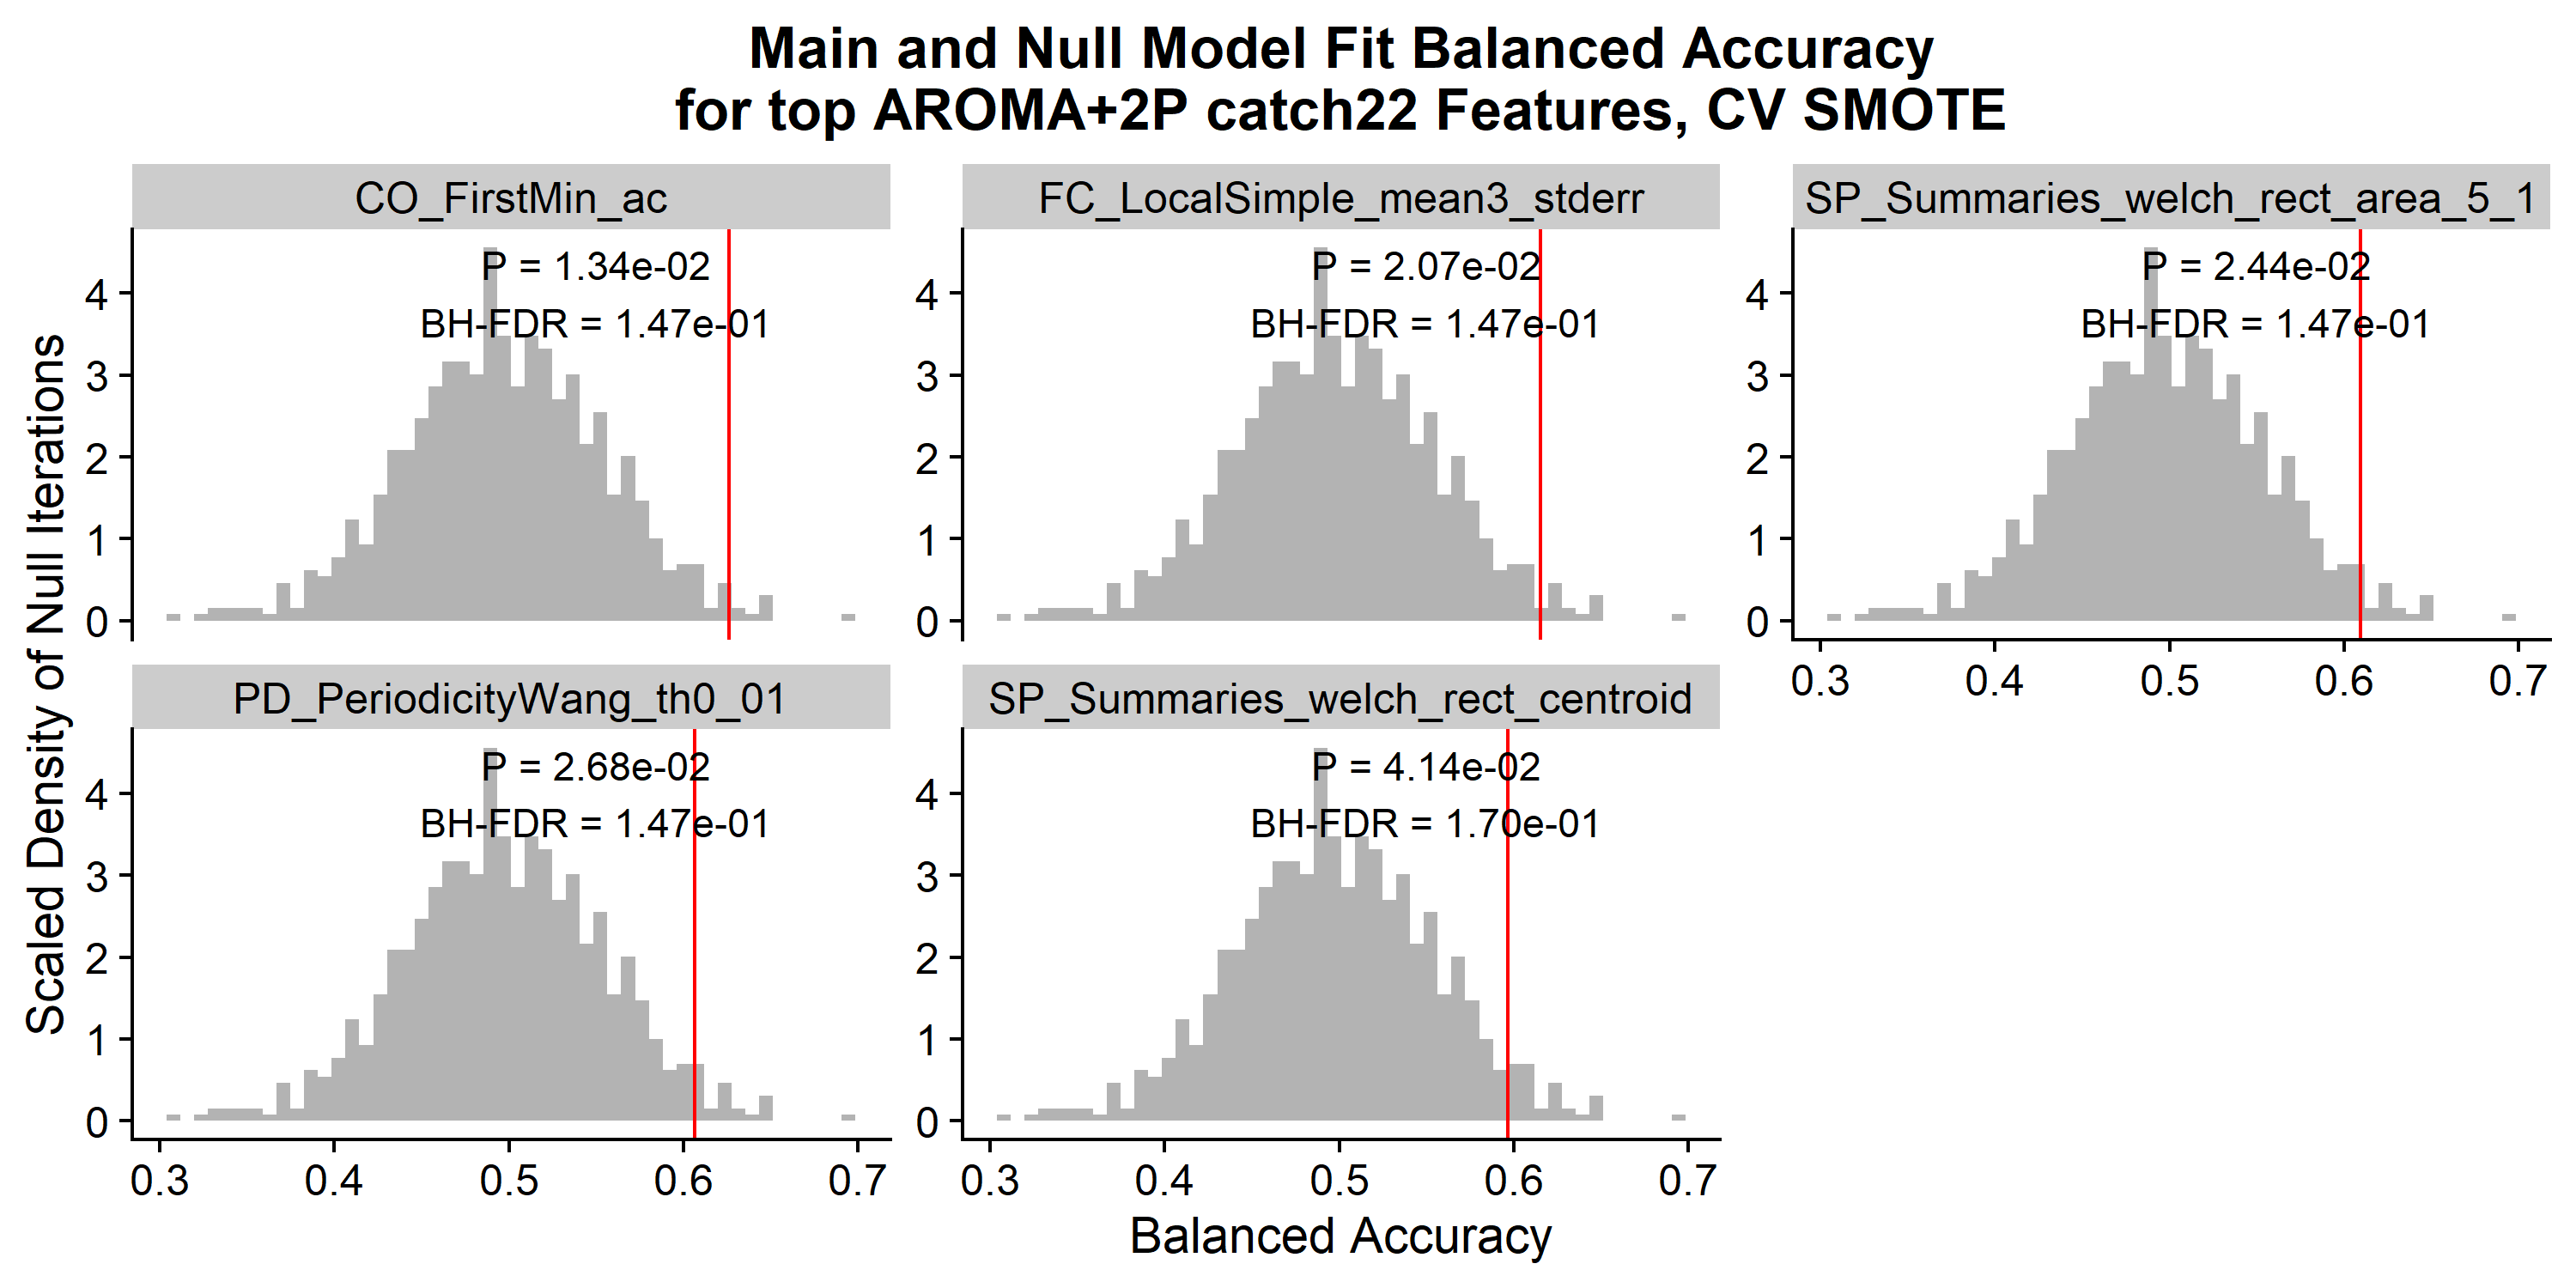 Main and Null Model Fit Balanced Accuracy
for top AROMA+2P catch22 Features, CV SMOTE
Scaled Density of Null Iterations
CO_FirstMin_ac
P = 1.34e-02
BH-FDR = 1.47e-01
4
3
2
1
0
FC_LocalSimple_mean3_stderr
P = 2.07e-02
BH-FDR = 1.47e-01
4
3
2
1
0
SP_Summaries_welch_rect_area_5_1
P = 2.44e-02
BH-FDR = 1.47e-01
4
3
2
1
0
0.3 0.4 0.5 0.6 0.7
PD_PeriodicityWang_th0_01
P = 2.68e-02
BH-FDR = 1.47e-01
4
3
2
1
0
0.3 0.4 0.5 0.6 0.7
SP_Summaries_welch_rect_centroid
P = 4.14e-02
BH-FDR = 1.70e-01
4
3
2
1
0
0.3 0.4 0.5 0.6 0.7
Balanced Accuracy